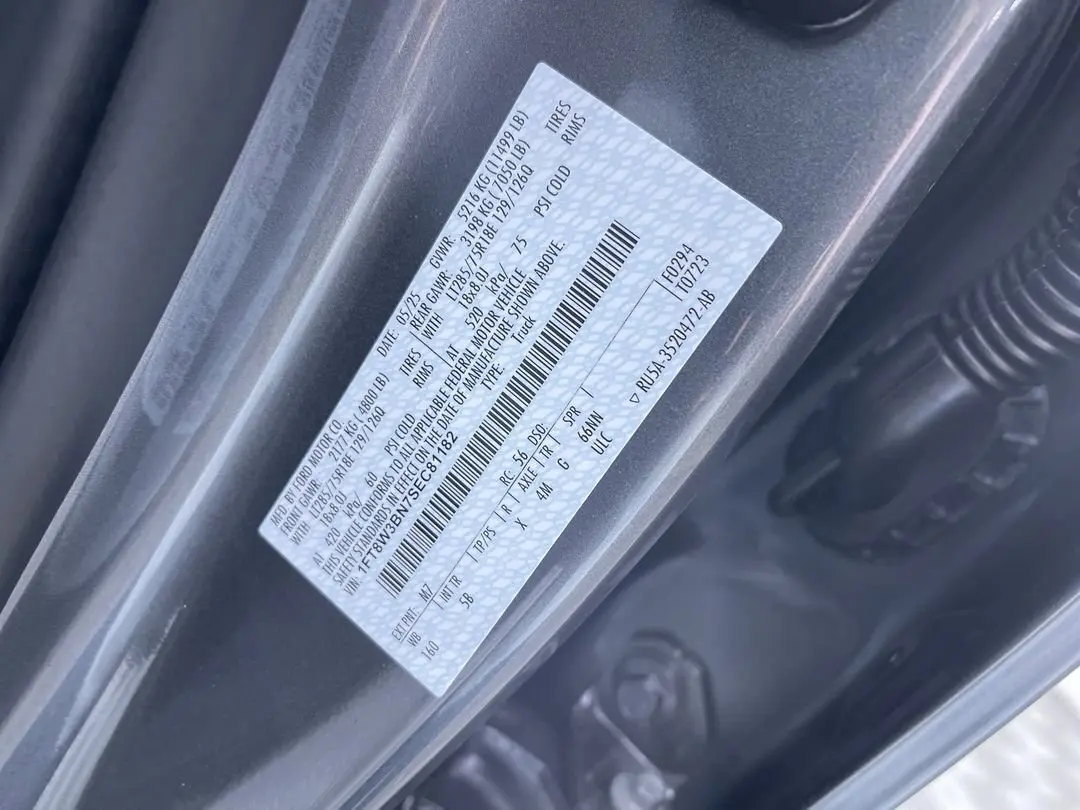 MFD. BY FORD MOTOR CO.
DATE: 05/25 GVWR: 5216 KG (11499 LB)
FRONT GAWR: 2177 KG ( 4800 LB) REAR GAWR: 3198 KG ( 7050 LB)
WITH LT285/75R18E 129/126Q TIRES WITH LT285/75R18E 129/126Q TIRES
18x8.0J RIMS 18x8.0J RIMS
AT 420 kPa/ 60 PSI COLD AT 520 kPa/ 75 PSI COLD
THIS VEHICLE CONFORMS TO ALL APPLICABLE FEDERAL MOTOR VEHICLE
SAFETY STANDARDS IN EFFECT ON THE DATE OF MANUFACTURE SHOWN ABOVE.
VIN: 1FT8W3BN7SEC81182 TYPE: Truck
EXT PNT: M7 RC: 56 DSO: F0294
WB | INT TR | TP/PS | R | AXLE | TR | SPR | T0723
160 5B X 4M G 66NN
ULC
▽ RU5A-3520472-AB